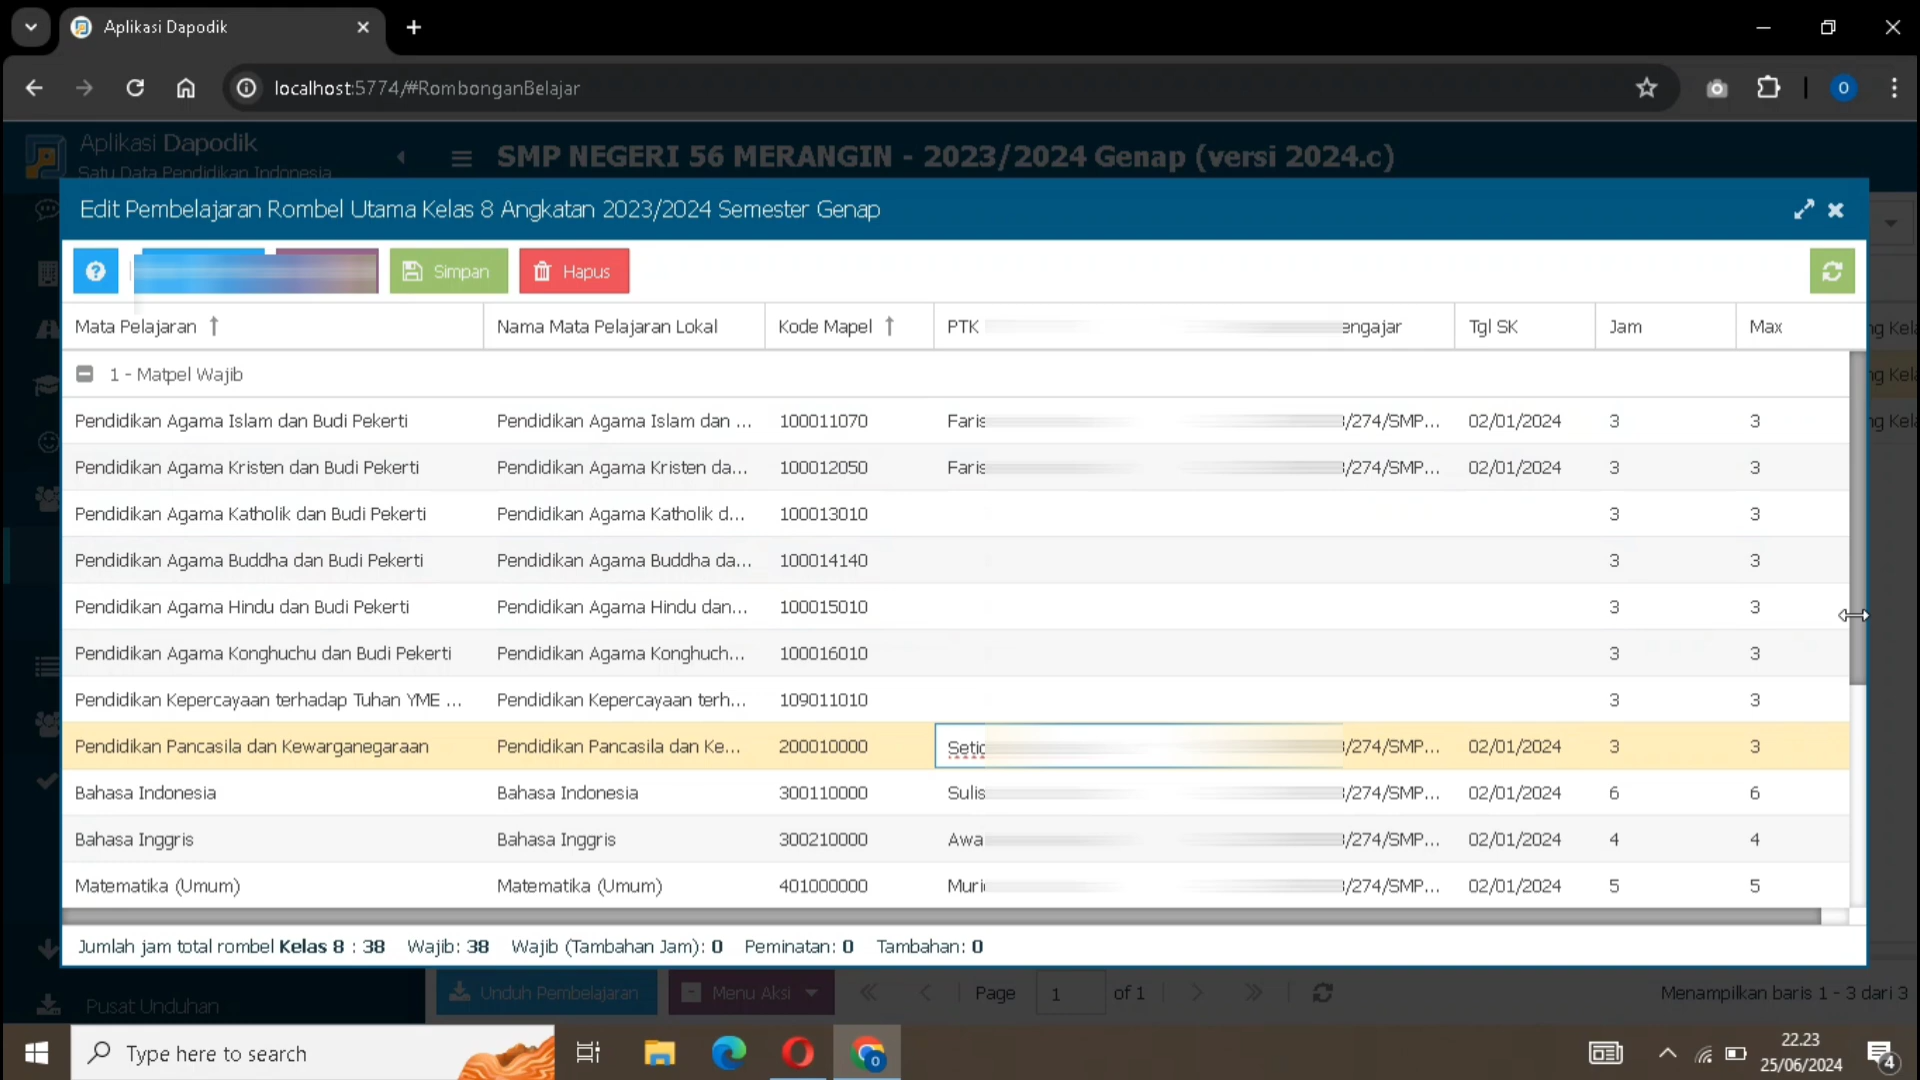 Aplikasi Dapodik
localhost:5774/#RombonganBelajar
Aplikasi Dapodik
Satu Data Pendidikan Indonesia
SMP NEGERI 56 MERANGIN - 2023/2024 Genap (versi 2024.c)
Edit Pembelajaran Rombel Utama Kelas 8 Angkatan 2023/2024 Semester Genap
Simpan Hapus
Mata Pelajaran Nama Mata Pelajaran Lokal Kode Mapel PTK engajar Tgl SK Jam Max
1 - Matpel Wajib
Pendidikan Agama Islam dan Budi Pekerti Pendidikan Agama Islam dan ... 100011070 Faris /274/SMP... 02/01/2024 3 3
Pendidikan Agama Kristen dan Budi Pekerti Pendidikan Agama Kristen da... 100012050 Faris /274/SMP... 02/01/2024 3 3
Pendidikan Agama Katholik dan Budi Pekerti Pendidikan Agama Katholik d... 100013010 3 3
Pendidikan Agama Buddha dan Budi Pekerti Pendidikan Agama Buddha da... 100014140 3 3
Pendidikan Agama Hindu dan Budi Pekerti Pendidikan Agama Hindu dan... 100015010 3 3
Pendidikan Agama Konghuchu dan Budi Pekerti Pendidikan Agama Konghuch... 100016010 3 3
Pendidikan Kepercayaan terhadap Tuhan YME ... Pendidikan Kepercayaan terh... 109011010 3 3
Pendidikan Pancasila dan Kewarganegaraan Pendidikan Pancasila dan Ke... 200010000 /274/SMP... 02/01/2024 3 3
Bahasa Indonesia Bahasa Indonesia 300110000 Sulis /274/SMP... 02/01/2024 6 6
Bahasa Inggris Bahasa Inggris 300210000 Awa /274/SMP... 02/01/2024 4 4
Matematika (Umum) Matematika (Umum) 401000000 /274/SMP... 02/01/2024 5 5
Jumlah jam total rombel Kelas 8 : 38 Wajib: 38 Wajib (Tambahan Jam): 0 Peminatan: 0 Tambahan: 0
Pusat Unduhan Unduh Pembelajaran Menu Aksi Page 1 of 1 Menampilkan baris 1 - 3 dari 3
Type here to search
22.23
25/06/2024
4